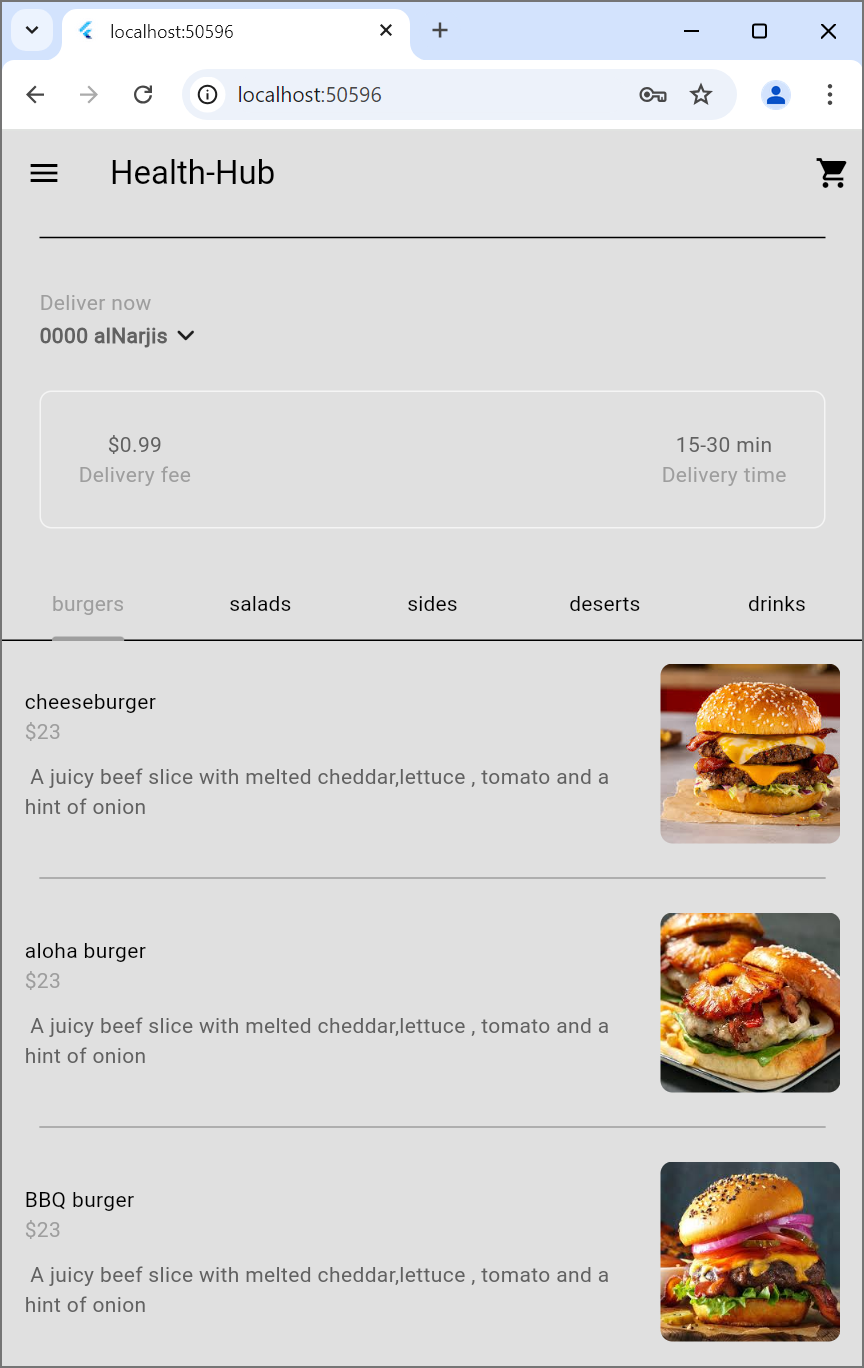 localhost:50596
localhost:50596
Health-Hub
Deliver now
0000 alNarjis
$0.99 15-30 min
Delivery fee Delivery time
burgers salads sides deserts drinks
cheeseburger
$23
A juicy beef slice with melted cheddar,lettuce , tomato and a
hint of onion
aloha burger
$23
A juicy beef slice with melted cheddar,lettuce , tomato and a
hint of onion
BBQ burger
$23
A juicy beef slice with melted cheddar,lettuce , tomato and a
hint of onion